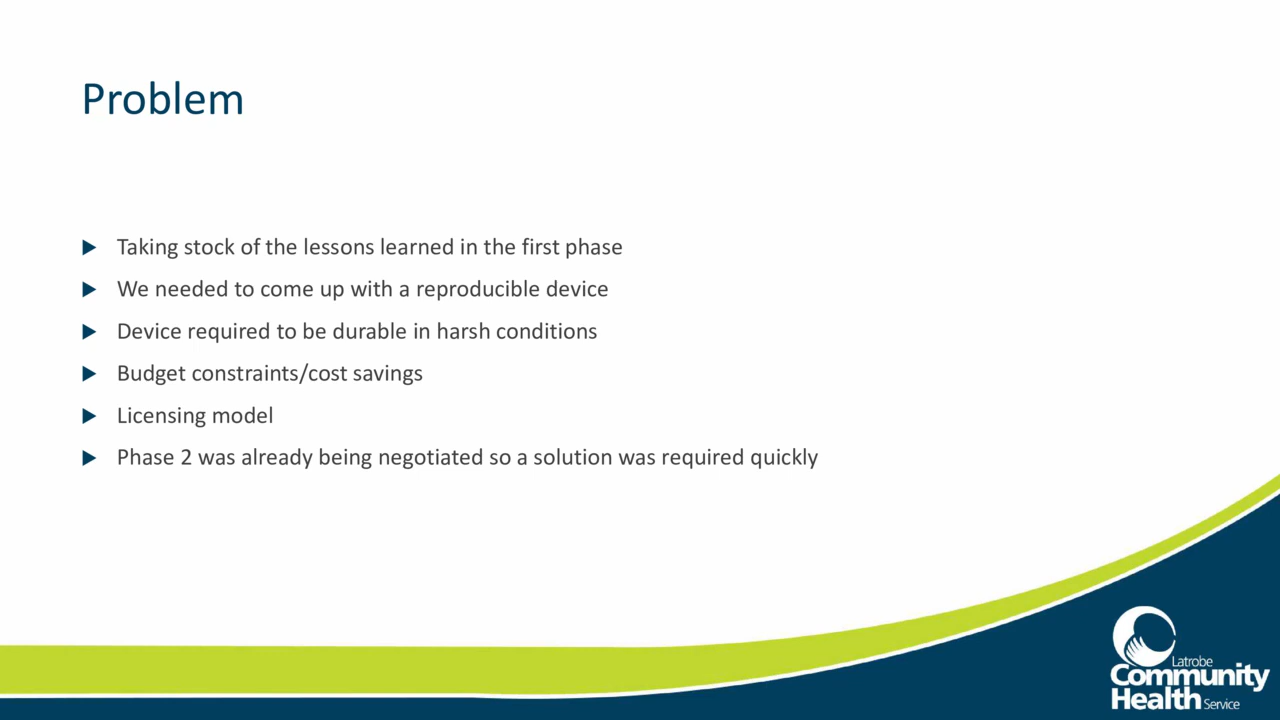 Problem
Taking stock of the lessons learned in the first phase
We needed to come up with a reproducible device
Device required to be durable in harsh conditions
Budget constraints/cost savings
Licensing model
Phase 2 was already being negotiated so a solution was required quickly
Latrobe
Community
Health Service